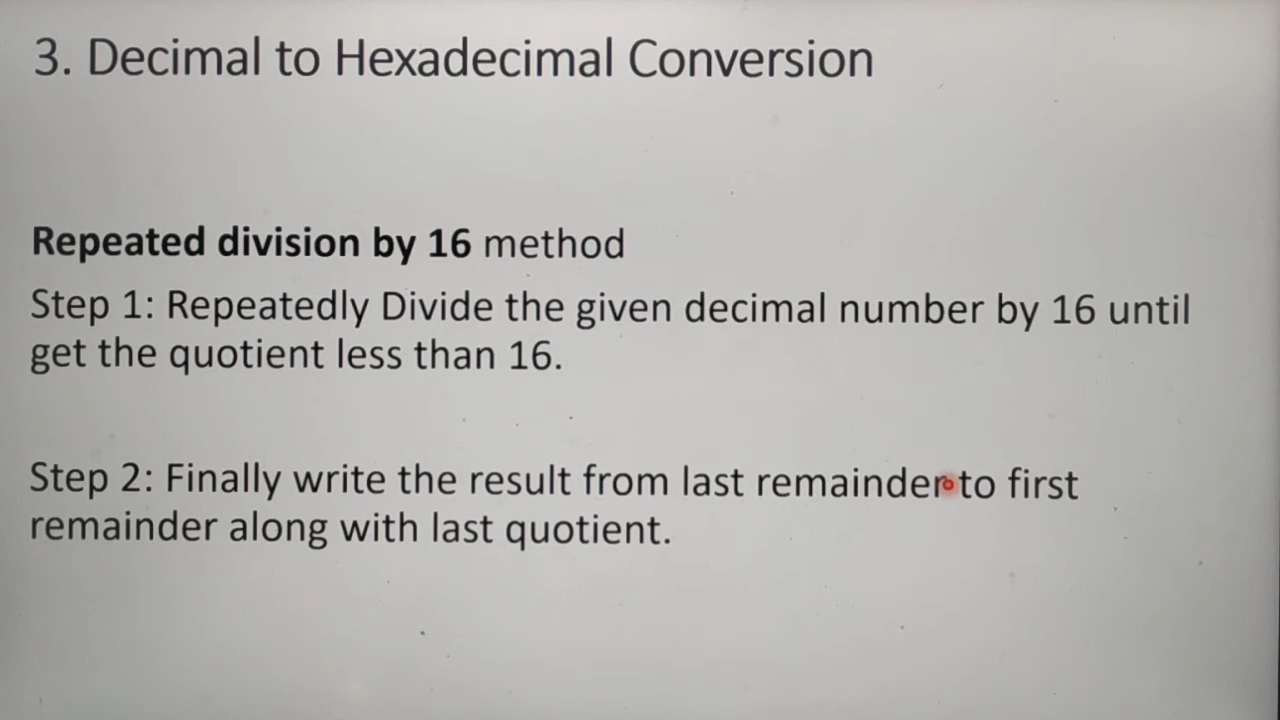 3. Decimal to Hexadecimal Conversion
Repeated division by 16 method
Step 1: Repeatedly Divide the given decimal number by 16 until
get the quotient less than 16.
Step 2: Finally write the result from last remainder to first
remainder along with last quotient.